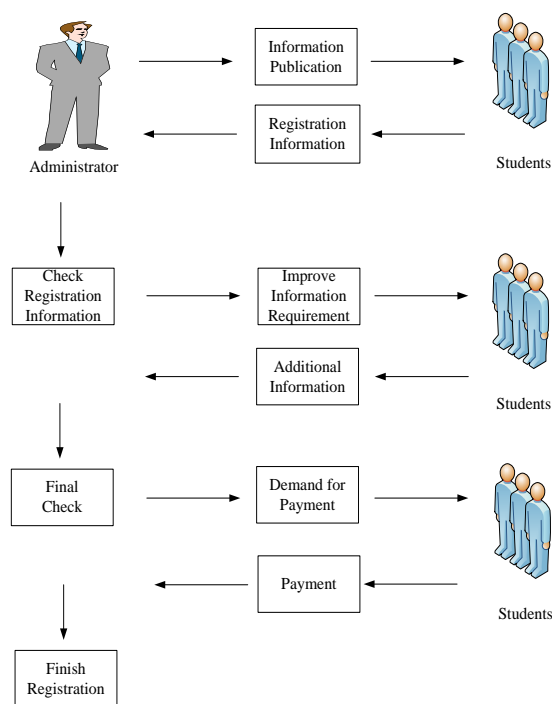 Information
Publication
Registration
Information
Administrator
Students
Check
Registration
Information
Improve
Information
Requirement
Additional
Information
Students
Final
Check
Demand for
Payment
Payment
Students
Finish
Registration